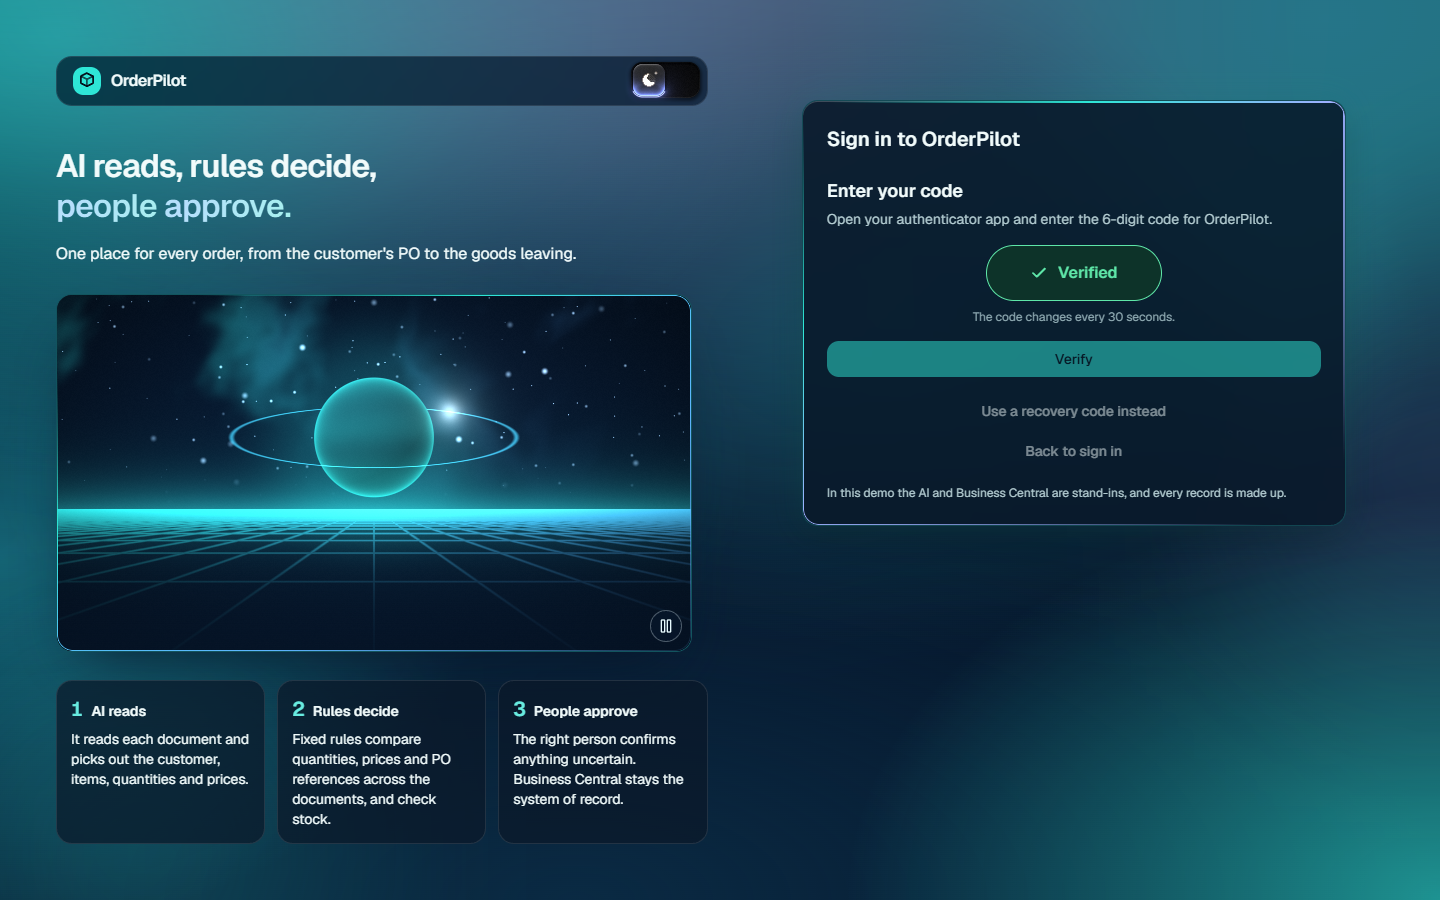 OrderPilot
AI reads, rules decide,
people approve.
One place for every order, from the customer's PO to the goods leaving.
1 AI reads
It reads each document and
picks out the customer,
items, quantities and prices.
2 Rules decide
Fixed rules compare
quantities, prices and PO
references across the
documents, and check
stock.
3 People approve
The right person confirms
anything uncertain.
Business Central stays the
system of record.
Sign in to OrderPilot
Enter your code
Open your authenticator app and enter the 6-digit code for OrderPilot.
Verified
The code changes every 30 seconds.
Verify
Use a recovery code instead
Back to sign in
In this demo the AI and Business Central are stand-ins, and every record is made up.